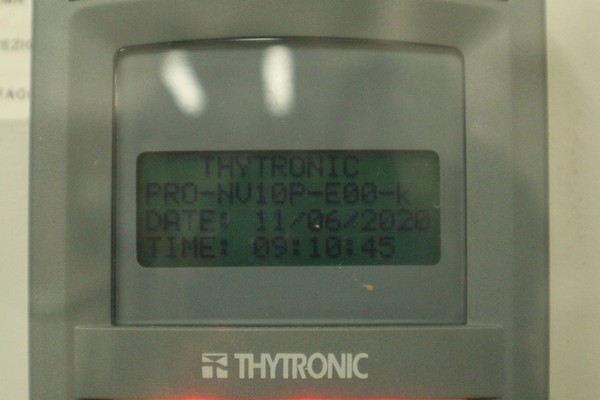 THYTRONIC
PRO-NV10P-E00-k
DATE: 11/06/2020
TIME: 09:10:45
THYTRONIC